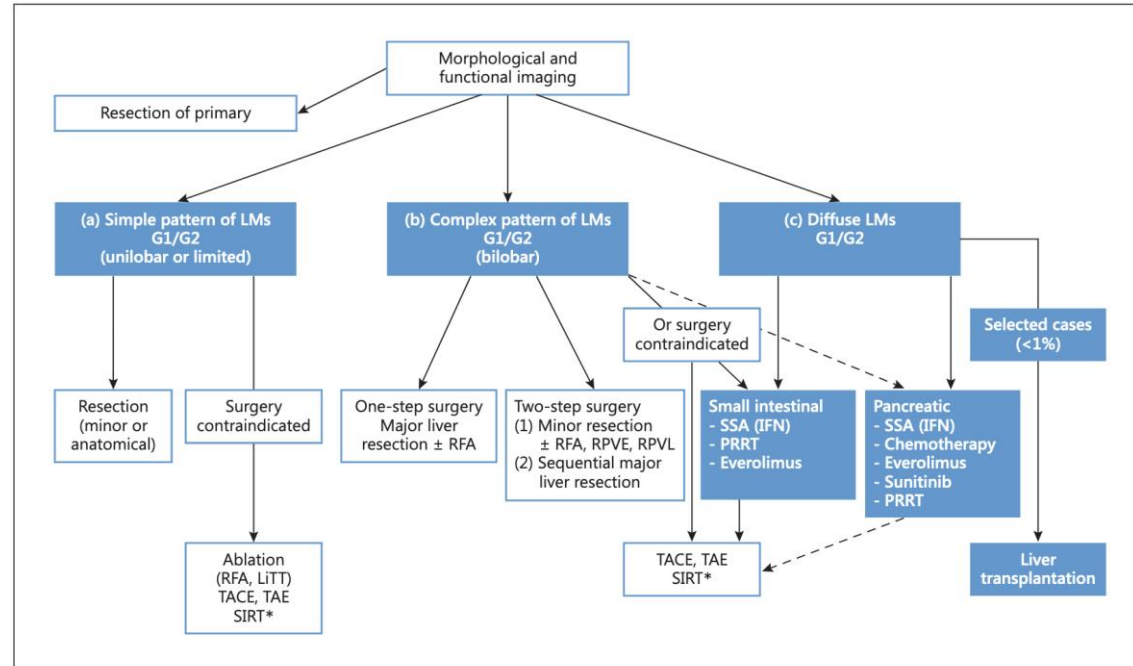 Morphological and
functional imaging
Resection of primary
(a) Simple pattern of LMs
G1/G2
(unilobar or limited)
(b) Complex pattern of LMs
G1/G2
(bilobar)
(c) Diffuse LMs
G1/G2
Or surgery
contraindicated
Selected cases
(<1%)
Resection
(minor or
anatomical)
Surgery
contraindicated
One-step surgery
Major liver
resection ± RFA
Two-step surgery
(1) Minor resection
± RFA, RPVE, RPVL
(2) Sequential major
liver resection
Small intestinal
- SSA (IFN)
- PRRT
- Everolimus
Pancreatic
- SSA (IFN)
- Chemotherapy
- Everolimus
- Sunitinib
- PRRT
Ablation
(RFA, LiTT)
TACE, TAE
SIRT*
TACE, TAE
SIRT*
Liver
transplantation